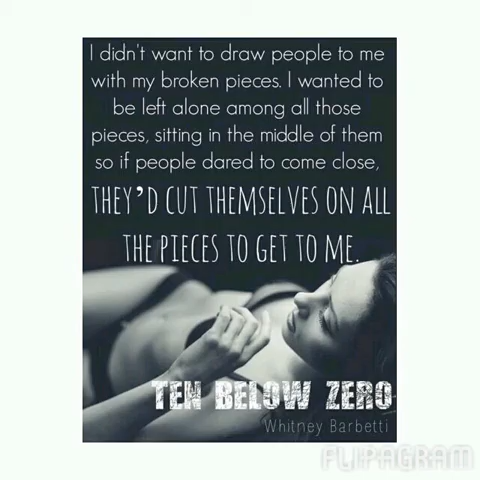 I didn't want to draw people to me
with my broken pieces. I wanted to
be left alone among all those
pieces, sitting in the middle of them
so if people dared to come close,
THEY'D CUT THEMSELVES ON ALL
THE PIECES TO GET TO ME.
TEN BELOW ZERO
Whitney Barbetti
FLIPAGRAM